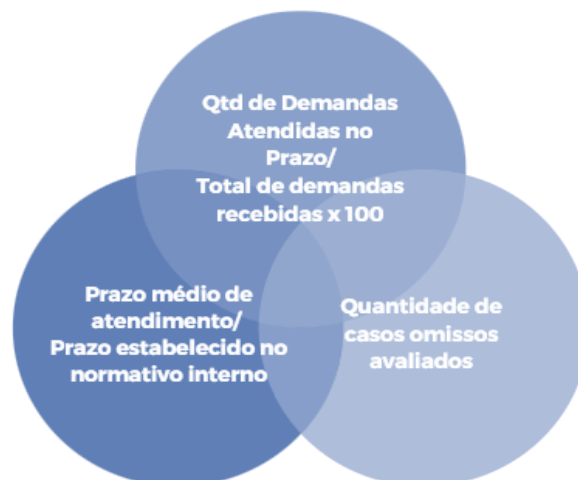 Qtd de Demandas
Atendidas no
Prazo/
Total de demandas
recebidas x 100
Prazo médio de
atendimento/
Prazo estabelecido no
normativo interno
Quantidade de
casos omissos
avaliados